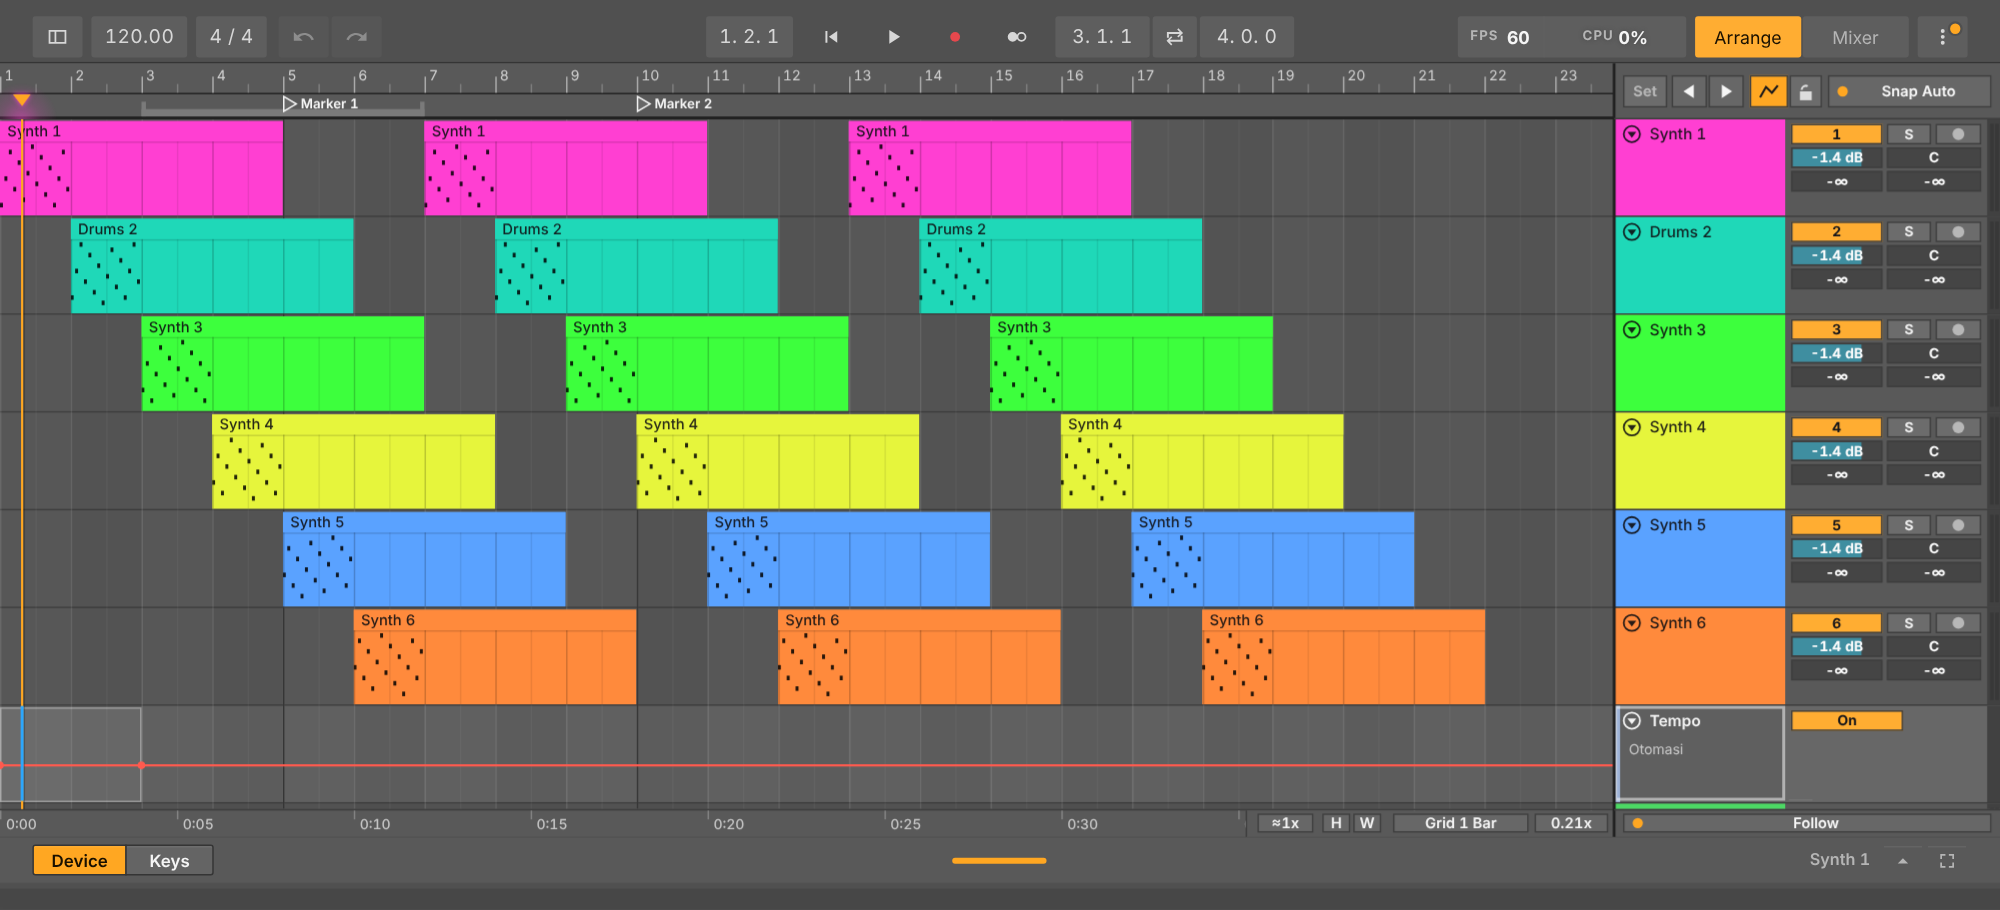 120.00 4 / 4 1. 2. 1 3. 1. 1 4. 0. 0 FPS 60 CPU 0% Arrange Mixer
1 2 3 4 5 6 7 8 9 10 11 12 13 14 15 16 17 18 19 20 21 22 23 Set Snap Auto
Marker 1 Marker 2
Synth 1 Synth 1 Synth 1 Synth 1 1 S
-1.4 dB C
-∞ -∞
Drums 2 Drums 2 Drums 2 Drums 2 2 S
-1.4 dB C
-∞ -∞
Synth 3 Synth 3 Synth 3 Synth 3 3 S
-1.4 dB C
-∞ -∞
Synth 4 Synth 4 Synth 4 Synth 4 4 S
-1.4 dB C
-∞ -∞
Synth 5 Synth 5 Synth 5 Synth 5 5 S
-1.4 dB C
-∞ -∞
Synth 6 Synth 6 Synth 6 Synth 6 6 S
-1.4 dB C
-∞ -∞
Tempo On
Otomasi
0:00 0:05 0:10 0:15 0:20 0:25 0:30 ≈1x H W Grid 1 Bar 0.21x Follow
Device Keys Synth 1